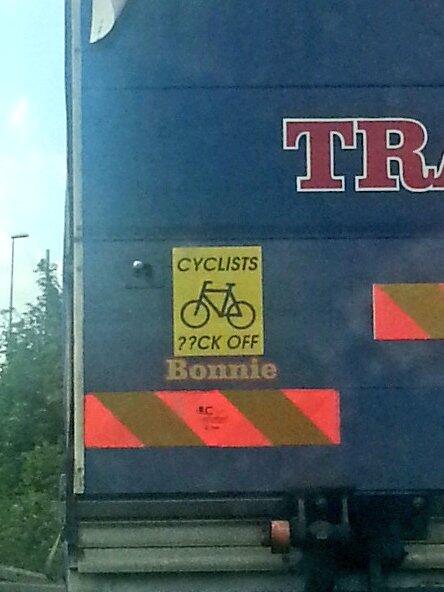 TRA
CYCLISTS
??CK OFF
Bonnie